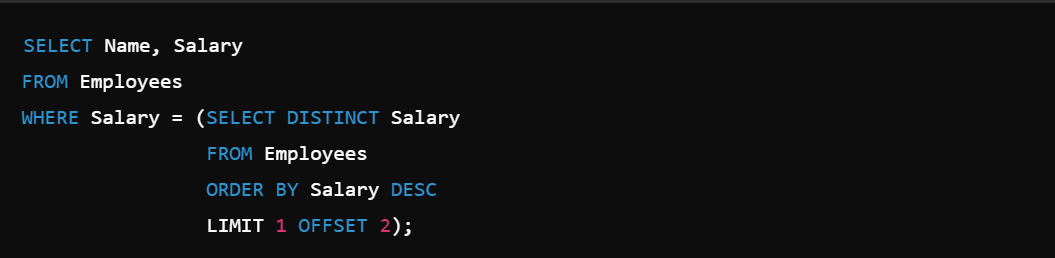 SELECT Name, Salary
FROM Employees
WHERE Salary = (SELECT DISTINCT Salary
                FROM Employees
                ORDER BY Salary DESC
                LIMIT 1 OFFSET 2);